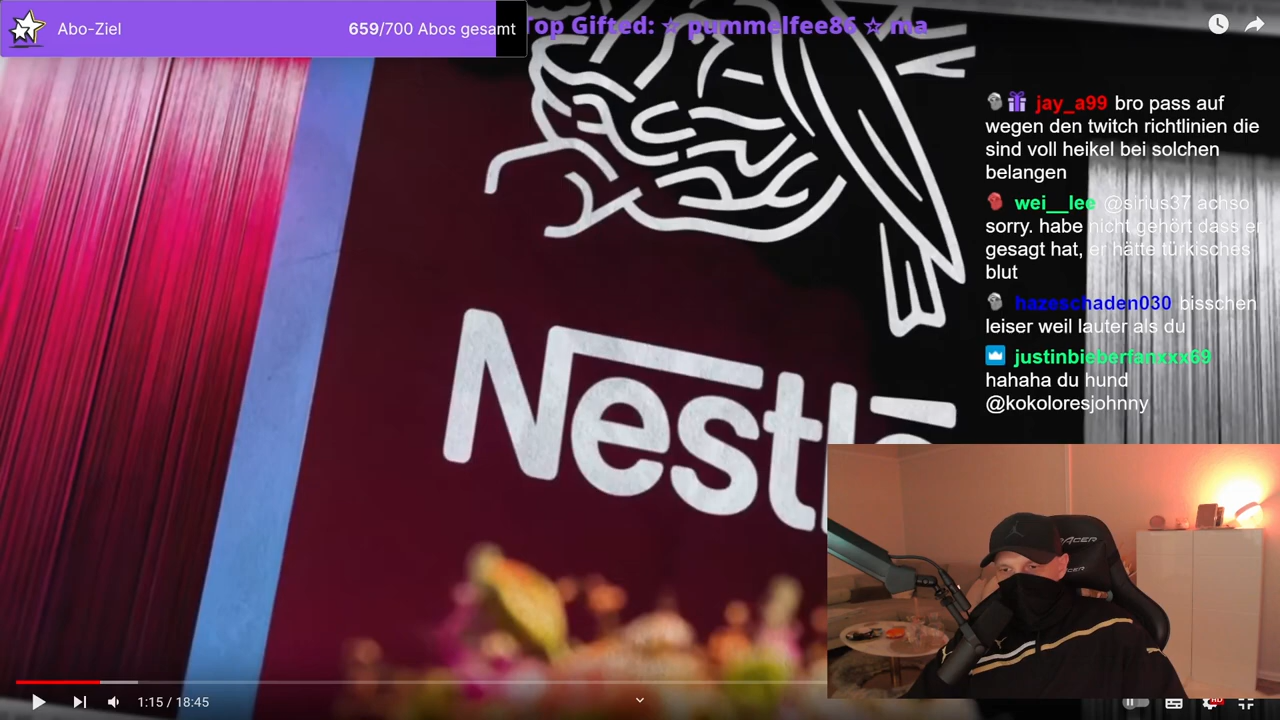 Abo-Ziel
659/700 Abos gesamt
Top Gifted: ☆ pummelfee86 ☆ ma
jay_a99 bro pass auf
wegen den twitch richtlinien die
sind voll heikel bei solchen
belangen
wei__lee @sirius37 achso
sorry. habe nicht gehört dass er
gesagt hat, er hätte türkisches
blut
hazeschaden030 bisschen
leiser weil lauter als du
justinbieberfanxxx69
hahaha du hund
@kokoloresjohnny
Nestlé
1:15 / 18:45
HD